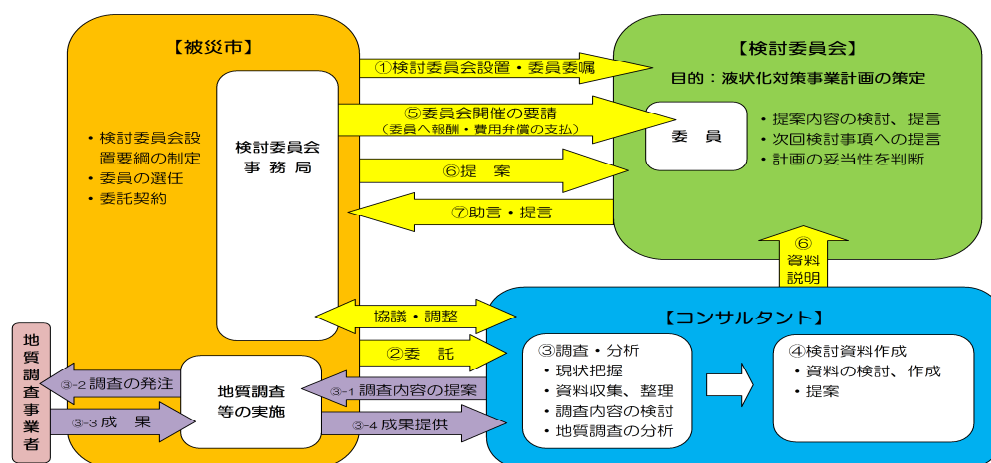 【被災市】
検討委員会
事務局
・検討委員会設
置要綱の制定
・委員の選任
・委託契約
①検討委員会設置・委員委嘱
⑤委員会開催の要請
(委員へ報酬・費用弁償の支払)
⑥提　案
⑦助言・提言
【検討委員会】
目的：液状化対策事業計画の策定
委　員
・提案内容の検討、提言
・次回検討事項への提言
・計画の妥当性を判断
⑥
資料
説明
協議・調整
②委　託
【コンサルタント】
③調査・分析
・現状把握
・資料収集、整理
・調査内容の検討
・地質調査の分析
④検討資料作成
・資料の検討、作成
・提案
地質調査事業者
③-2 調査の発注
③-3 成　果
地質調査
等の実施
③-1 調査内容の提案
③-4 成果提供